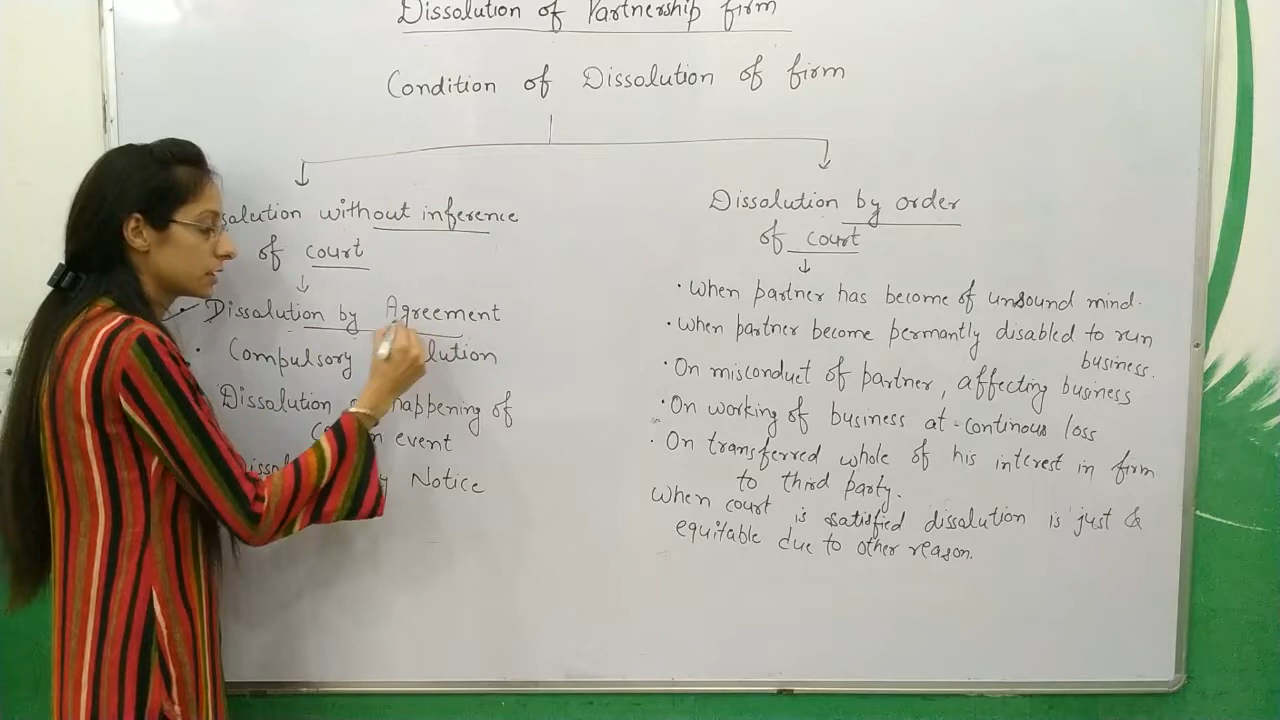 Dissolution of Partnership firm
Condition of Dissolution of firm
without inference
of court
· Dissolution by Agreement
· Compulsory
Dissolution happening of
event
Notice
Dissolution by order
of court
· When partner has become of unsound mind.
· When partner become permantly disabled to run
business.
· On misconduct of partner, affecting business
· On working of business at continous loss
· On transferred whole of his interest in firm
to third party.
When court is satisfied dissalution is just &
equitable due to other reason.